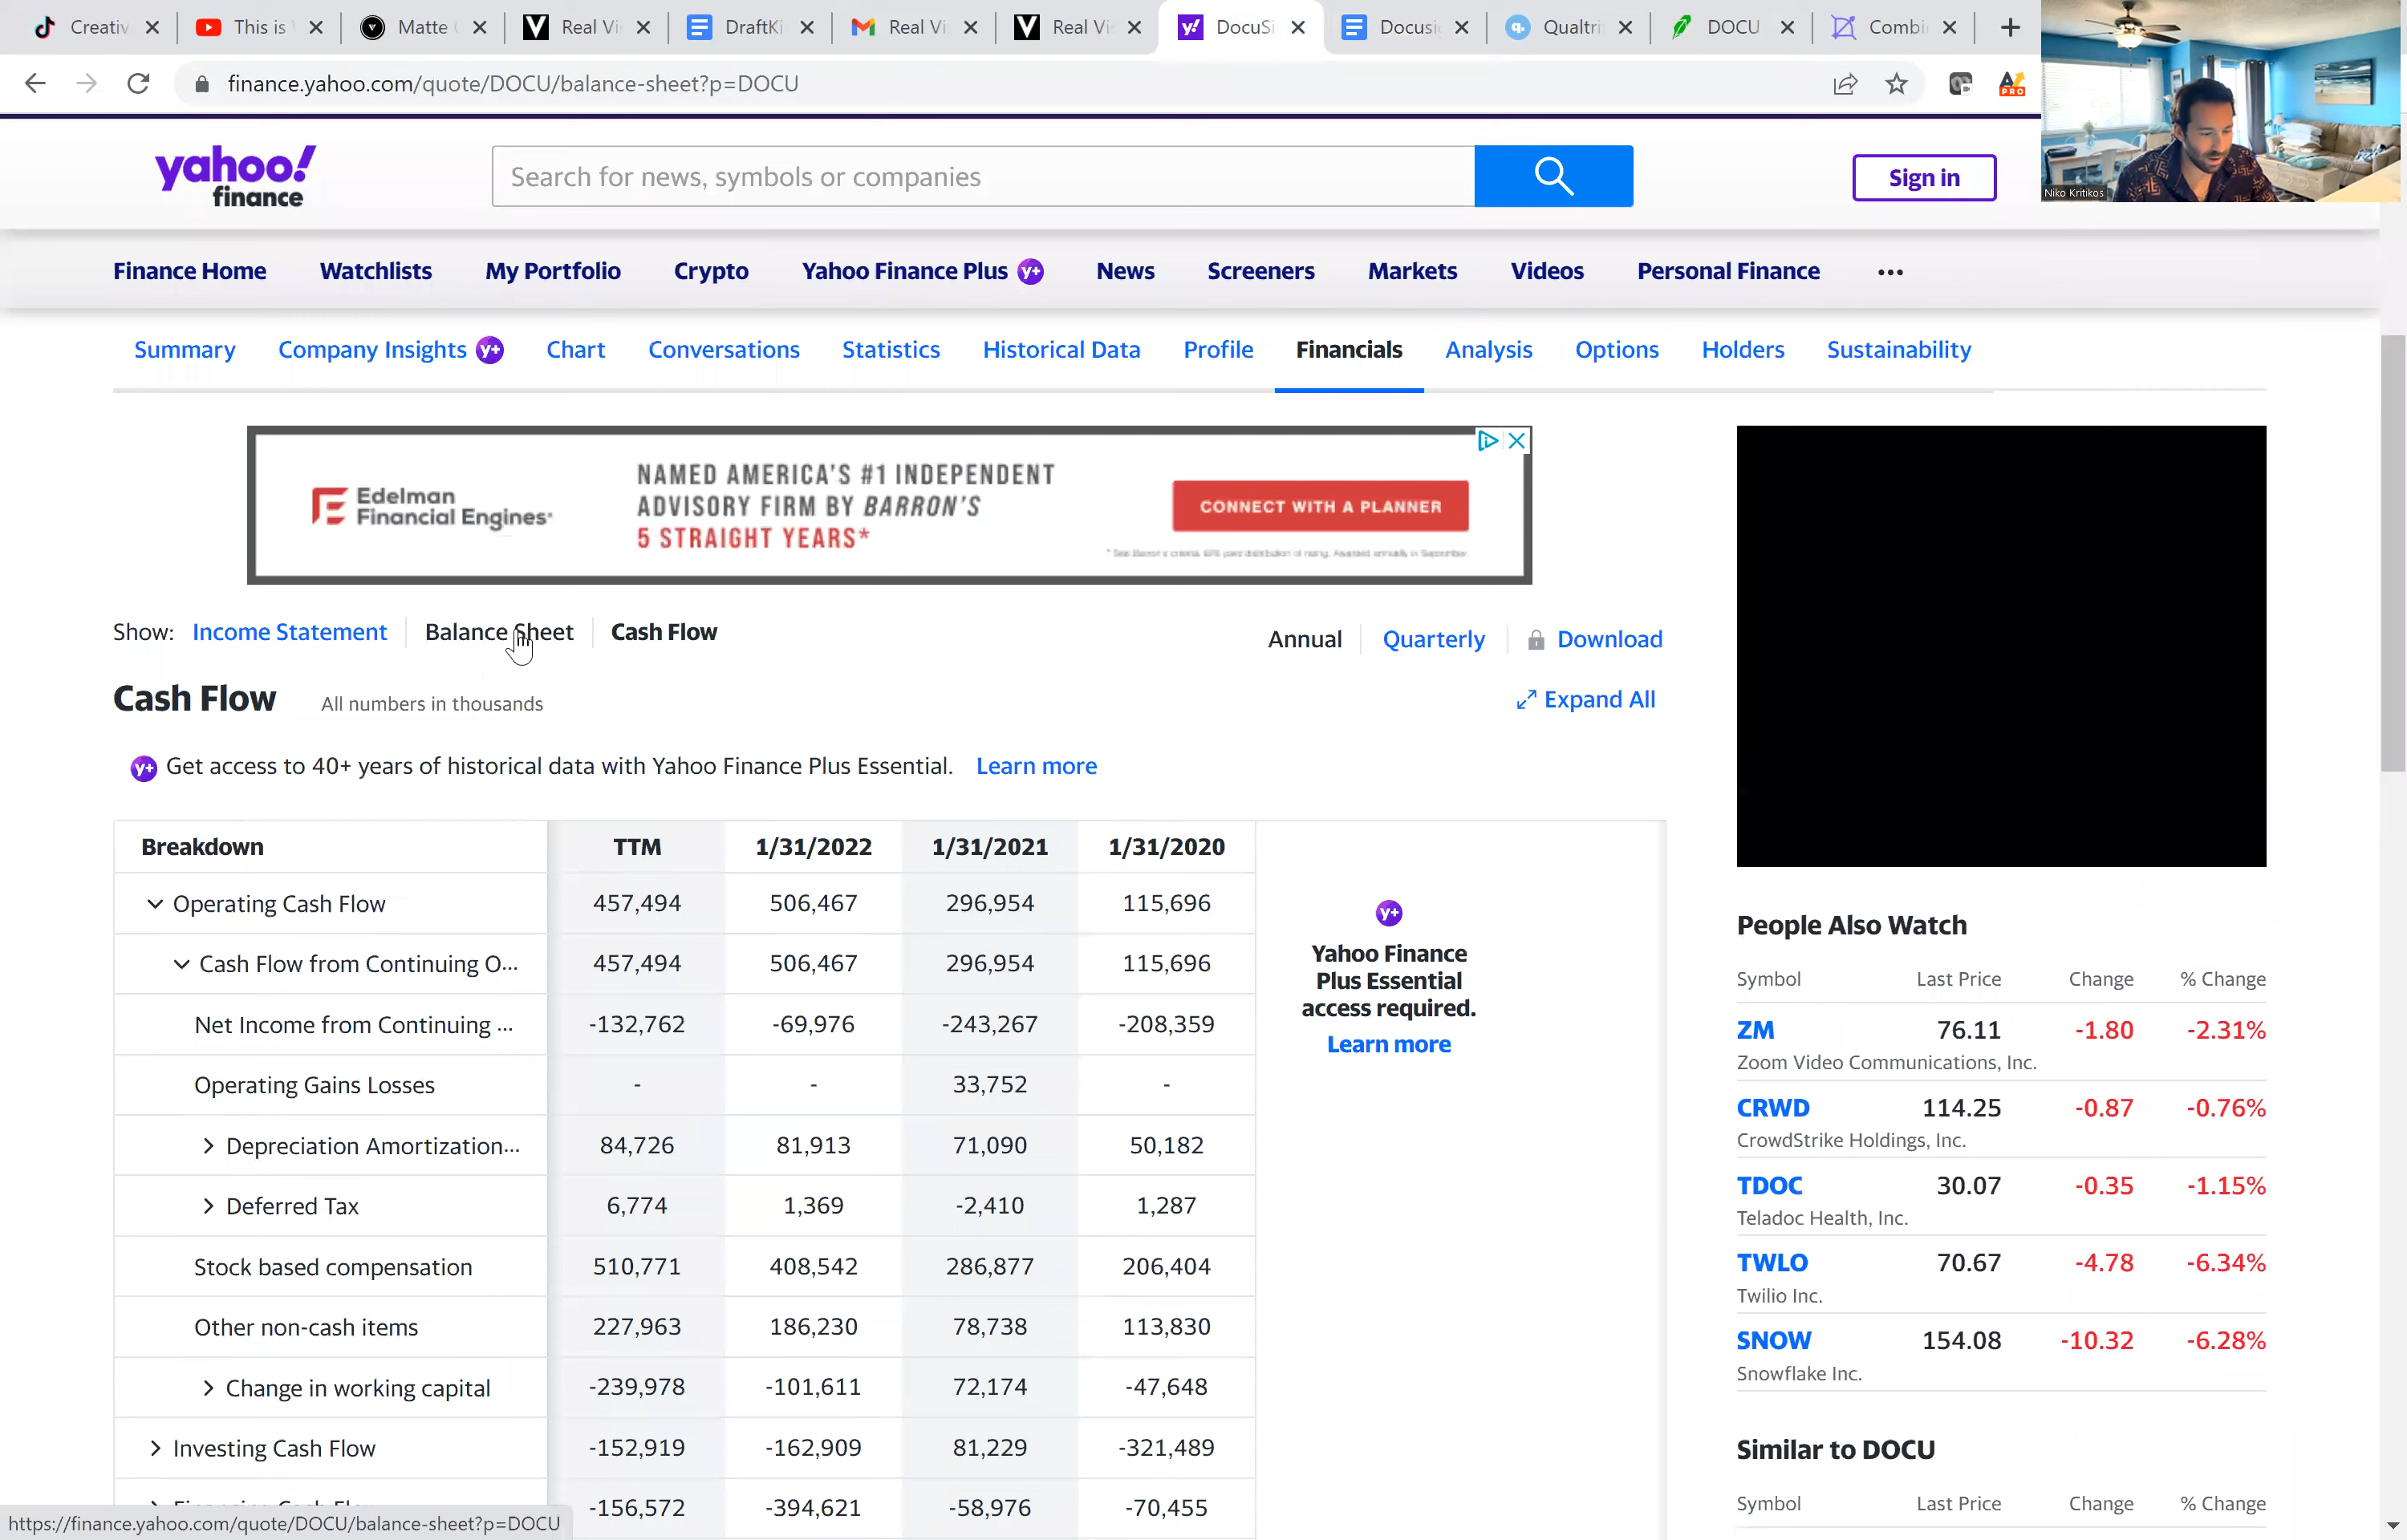 Creativ
This is
Matte
Real Vi
DraftKi
Real Vi
Real Vi
DocuSi
Docusi
Qualtri
DOCU
Combi
finance.yahoo.com/quote/DOCU/balance-sheet?p=DOCU
PRO
Niko Kritikos
yahoo!
finance
Search for news, symbols or companies
Sign in
Finance Home Watchlists My Portfolio Crypto Yahoo Finance Plus y+ News Screeners Markets Videos Personal Finance ...
Summary Company Insights y+ Chart Conversations Statistics Historical Data Profile Financials Analysis Options Holders Sustainability
Edelman
Financial Engines
NAMED AMERICA'S #1 INDEPENDENT
ADVISORY FIRM BY BARRON'S
5 STRAIGHT YEARS*
CONNECT WITH A PLANNER
Show: Income Statement Balance Sheet Cash Flow
Annual Quarterly Download
Cash Flow All numbers in thousands
Expand All
y+ Get access to 40+ years of historical data with Yahoo Finance Plus Essential. Learn more
Breakdown TTM 1/31/2022 1/31/2021 1/31/2020
Operating Cash Flow 457,494 506,467 296,954 115,696
Cash Flow from Continuing O... 457,494 506,467 296,954 115,696
Net Income from Continuing ... -132,762 -69,976 -243,267 -208,359
Operating Gains Losses - - 33,752 -
Depreciation Amortization... 84,726 81,913 71,090 50,182
Deferred Tax 6,774 1,369 -2,410 1,287
Stock based compensation 510,771 408,542 286,877 206,404
Other non-cash items 227,963 186,230 78,738 113,830
Change in working capital -239,978 -101,611 72,174 -47,648
Investing Cash Flow -152,919 -162,909 81,229 -321,489
-156,572 -394,621 -58,976 -70,455
y+
Yahoo Finance
Plus Essential
access required.
Learn more
People Also Watch
Symbol Last Price Change % Change
ZM 76.11 -1.80 -2.31%
Zoom Video Communications, Inc.
CRWD 114.25 -0.87 -0.76%
CrowdStrike Holdings, Inc.
TDOC 30.07 -0.35 -1.15%
Teladoc Health, Inc.
TWLO 70.67 -4.78 -6.34%
Twilio Inc.
SNOW 154.08 -10.32 -6.28%
Snowflake Inc.
Similar to DOCU
Symbol Last Price Change % Change
https://finance.yahoo.com/quote/DOCU/balance-sheet?p=DOCU